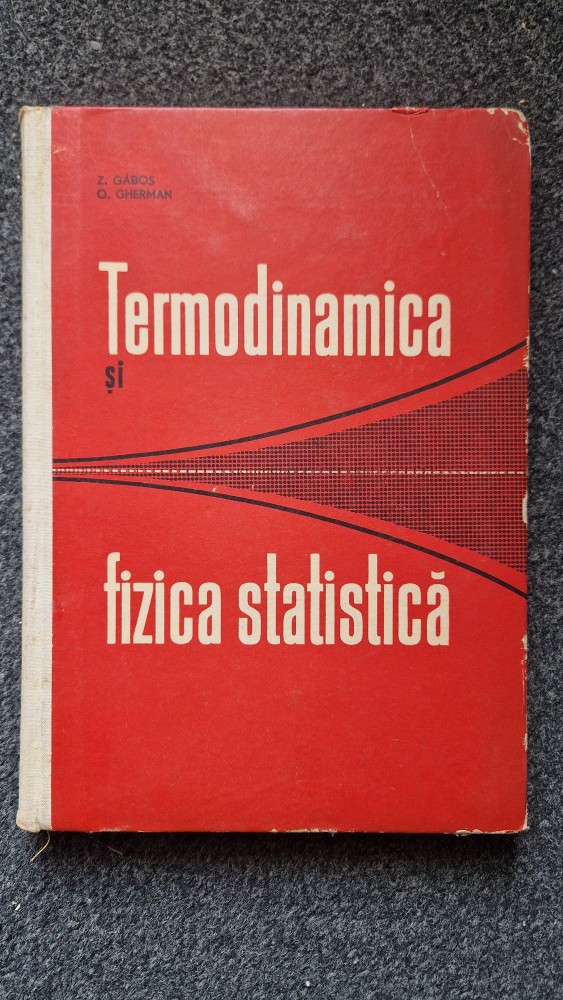 Z. GÁBOS
O. GHERMAN
Termodinamica
și
fizica statistică